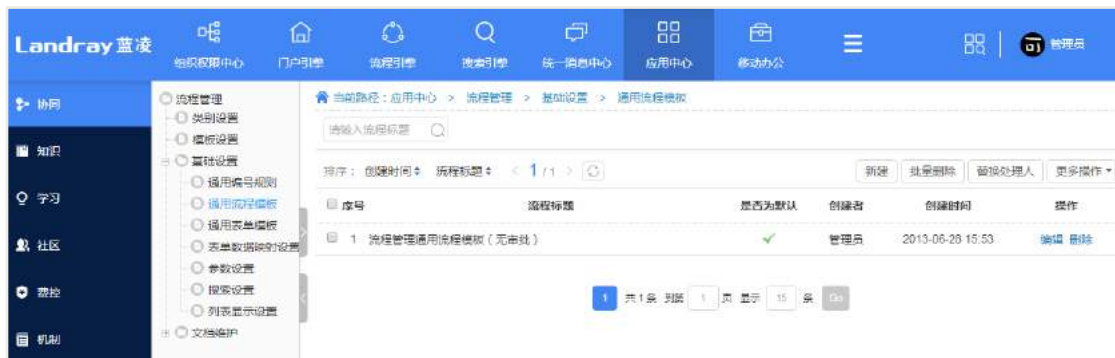 Landray 蓝凌
组织权限中心
门户引擎
流程引擎
搜索引擎
统一消息中心
应用中心
移动办公
管理员
协同
知识
学习
社区
费控
机制
流程管理
类别设置
模板设置
基础设置
通用编号规则
通用流程模板
通用表单模板
表单数据映射设置
参数设置
搜索设置
列表显示设置
文档维护
当前路径：应用中心 > 流程管理 > 基础设置 > 通用流程模板
请输入流程标题
排序： 创建时间 流程标题 < 1 / 1 >
新建 批量删除 替换处理人 更多操作
序号 流程标题 是否为默认 创建者 创建时间 操作
1 流程管理通用流程模板（无审批） 管理员 2013-06-28 15:53 编辑 删除
1 共1条 到第 1 页 显示 15 条 Go